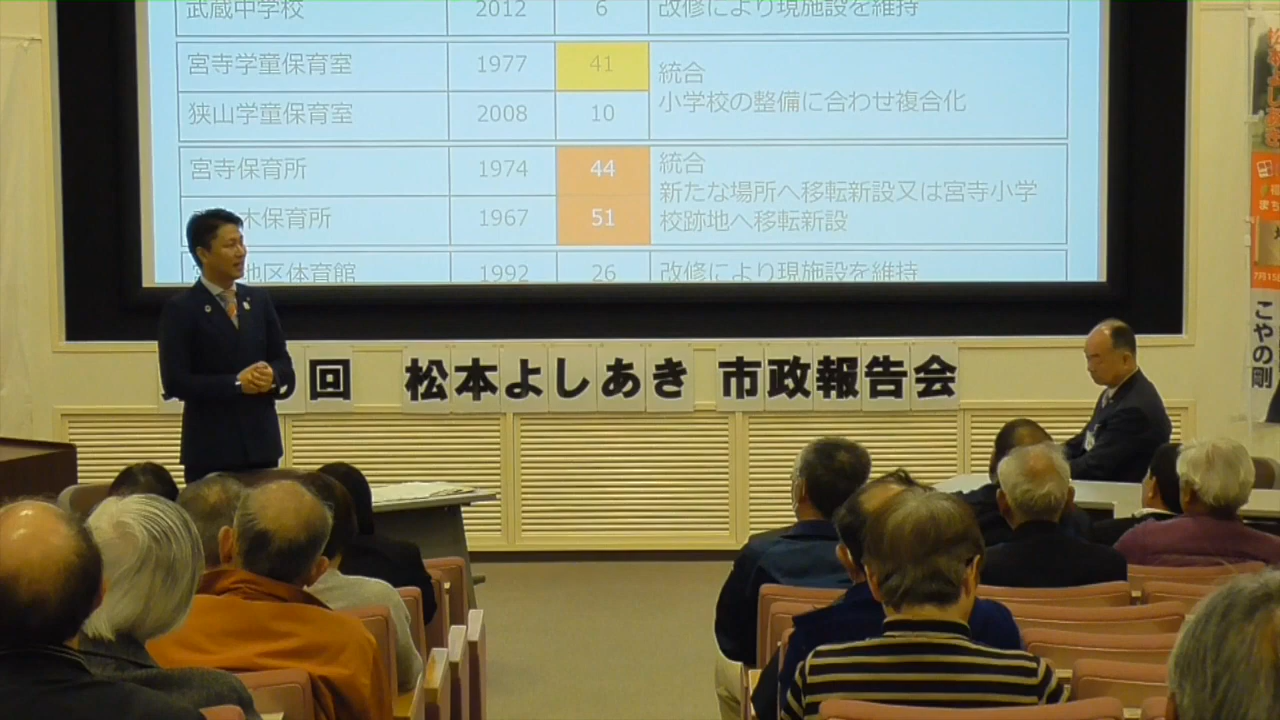 武蔵中学校 2012 6 改修により現施設を維持
宮寺学童保育室 1977 41 統合
小学校の整備に合わせ複合化
狭山学童保育室 2008 10
宮寺保育所 1974 44 統合
新たな場所へ移転新設又は宮寺小学
校跡地へ移転新設
木保育所 1967 51
地区体育館 1992 26 改修により現施設を維持
回 松本よしあき 市政報告会
こやの剛